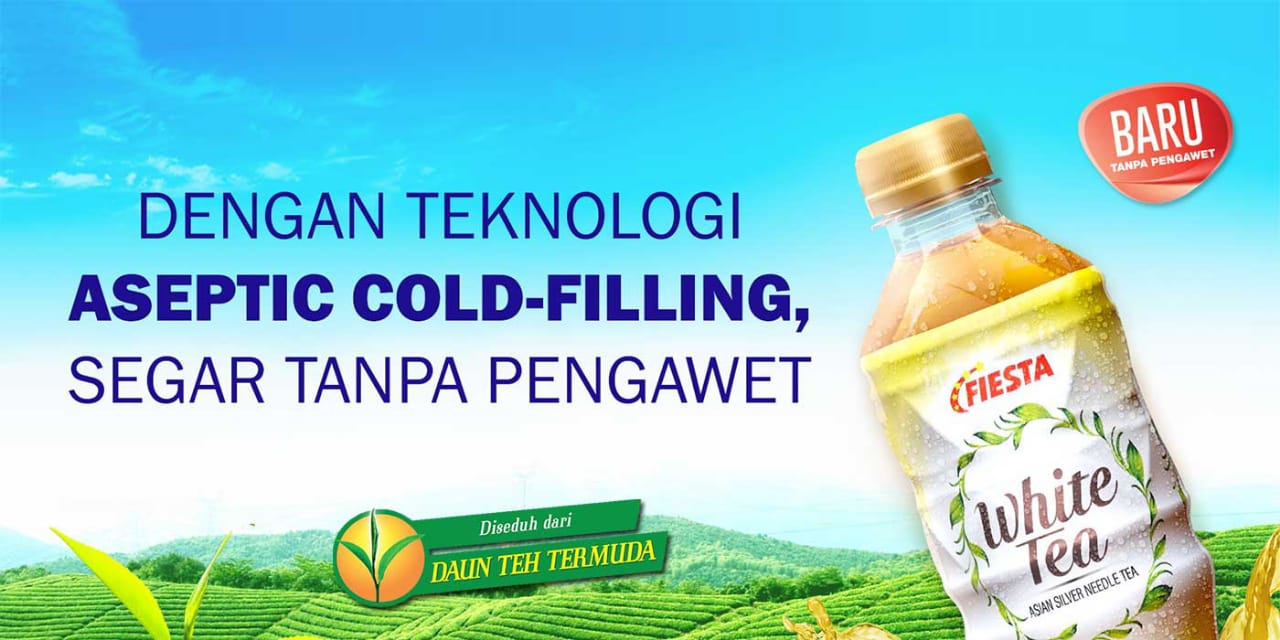 BARU
TANPA PENGAWET
DENGAN TEKNOLOGI
ASEPTIC COLD-FILLING,
SEGAR TANPA PENGAWET
FIESTA
White
Tea
ASIAN SILVER NEEDLE TEA
Diseduh dari
DAUN TEH TERMUDA